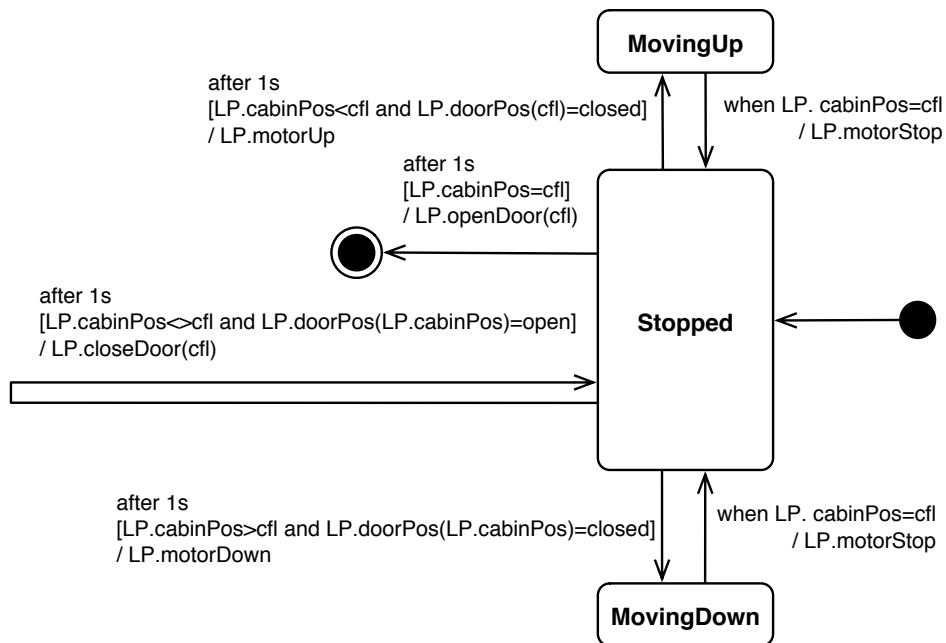 MovingUp
after 1s
[LP.cabinPos<cfl and LP.doorPos(cfl)=closed]
/ LP.motorUp
when LP. cabinPos=cfl
/ LP.motorStop
after 1s
[LP.cabinPos=cfl]
/ LP.openDoor(cfl)
after 1s
[LP.cabinPos<>cfl and LP.doorPos(LP.cabinPos)=open]
/ LP.closeDoor(cfl)
Stopped
after 1s
[LP.cabinPos>cfl and LP.doorPos(LP.cabinPos)=closed]
/ LP.motorDown
when LP. cabinPos=cfl
/ LP.motorStop
MovingDown